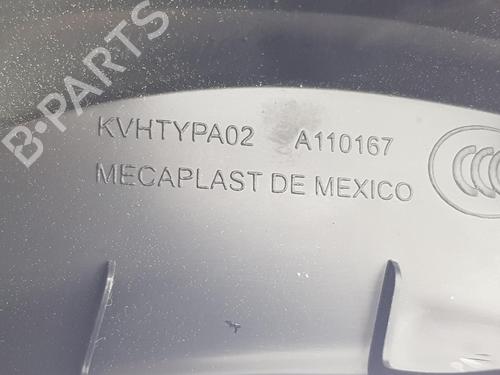 B-PARTS
KVHTYPA02 A110167
MECAPLAST DE MEXICO